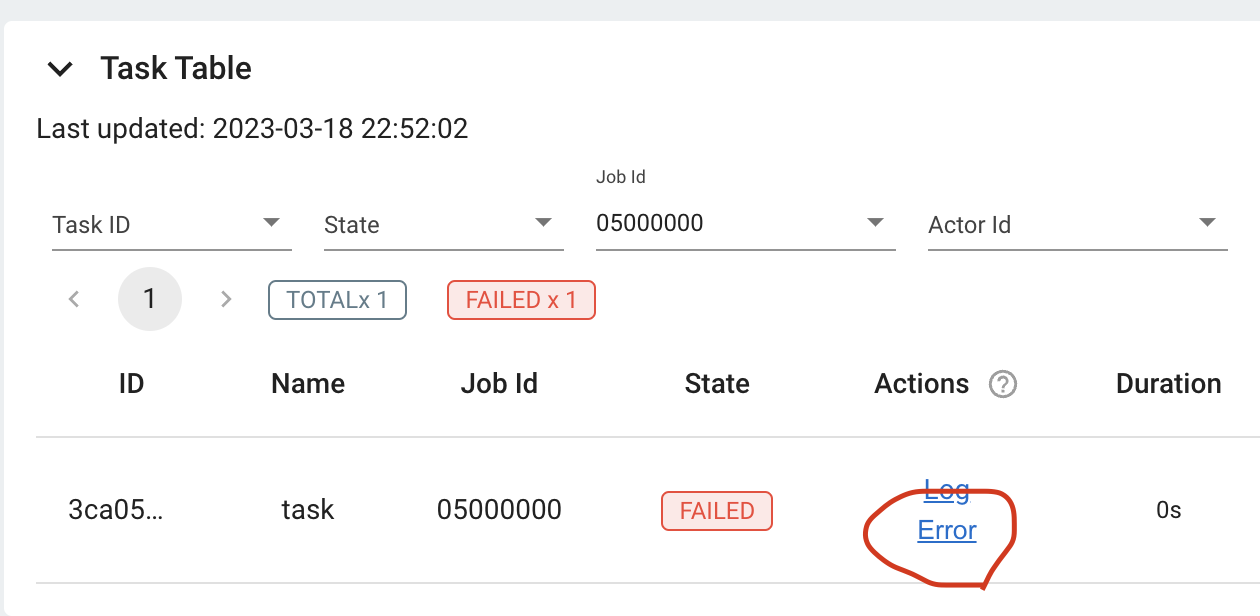 Task Table
Last updated: 2023-03-18 22:52:02
Job Id
Task ID State 05000000 Actor Id
1 TOTALx 1 FAILED x 1
ID Name Job Id State Actions ? Duration
Log
3ca05... task 05000000 FAILED 0s
Error